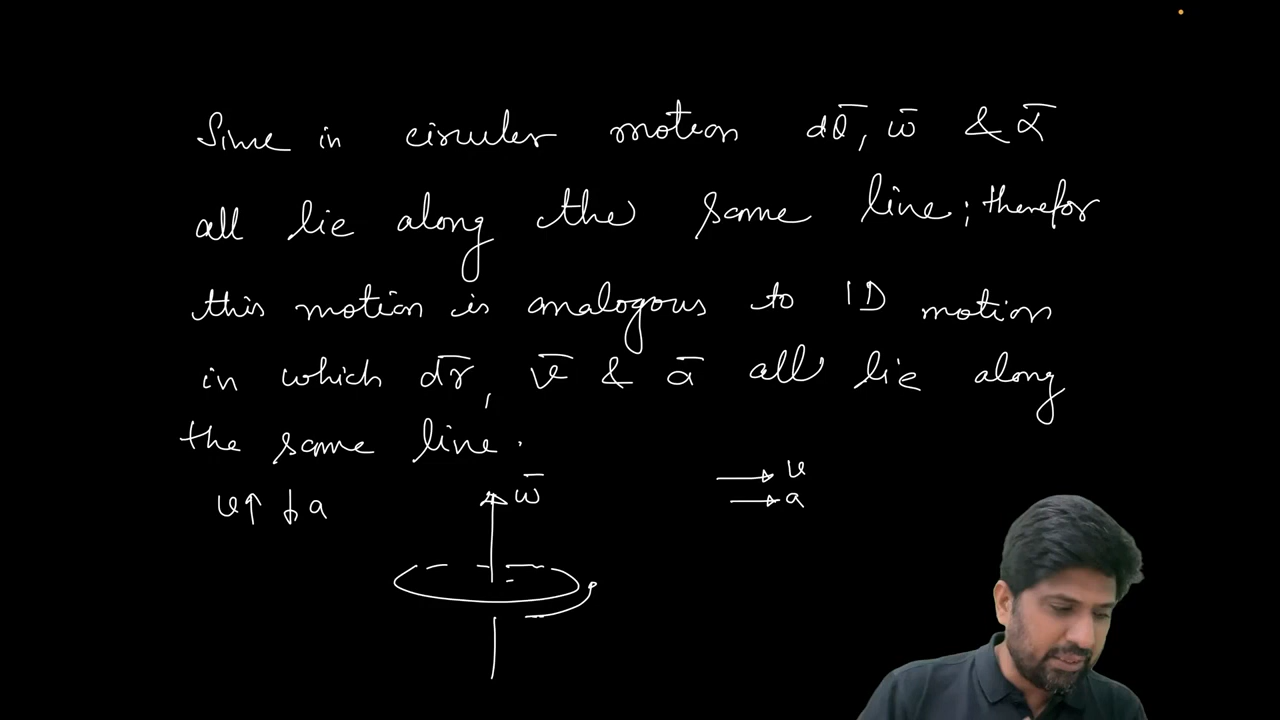 Since in circular motion dθ̄, ω̄ & ᾱ
all lie along the same line; therefor
this motion is analogous to 1D motion
in which dr̄, v̄ & ā all lie along
the same line.
v↑ ↓a
ω̄
v
a